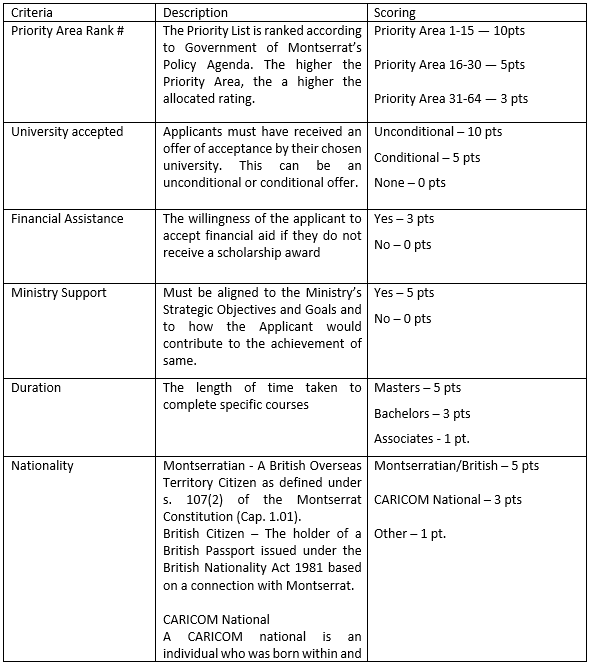 Criteria
Description
Scoring
Priority Area Rank #
The Priority List is ranked according
to Government of Montserrat's
Policy Agenda. The higher the
Priority Area, the a higher the
allocated rating.
Priority Area 1-15 — 10pts
Priority Area 16-30 — 5pts
Priority Area 31-64 — 3 pts
University accepted
Applicants must have received an
offer of acceptance by their chosen
university. This can be an
unconditional or conditional offer.
Unconditional – 10 pts
Conditional – 5 pts
None – 0 pts
Financial Assistance
The willingness of the applicant to
accept financial aid if they do not
receive a scholarship award
Yes – 3 pts
No – 0 pts
Ministry Support
Must be aligned to the Ministry's
Strategic Objectives and Goals and
to how the Applicant would
contribute to the achievement of
same.
Yes – 5 pts
No – 0 pts
Duration
The length of time taken to
complete specific courses
Masters – 5 pts
Bachelors – 3 pts
Associates - 1 pt.
Nationality
Montserratian - A British Overseas
Territory Citizen as defined under
s. 107(2) of the Montserrat
Constitution (Cap. 1.01).
British Citizen – The holder of a
British Passport issued under the
British Nationality Act 1981 based
on a connection with Montserrat.
CARICOM National
A CARICOM national is an
individual who was born within and
Montserratian/British – 5 pts
CARICOM National – 3 pts
Other – 1 pt.